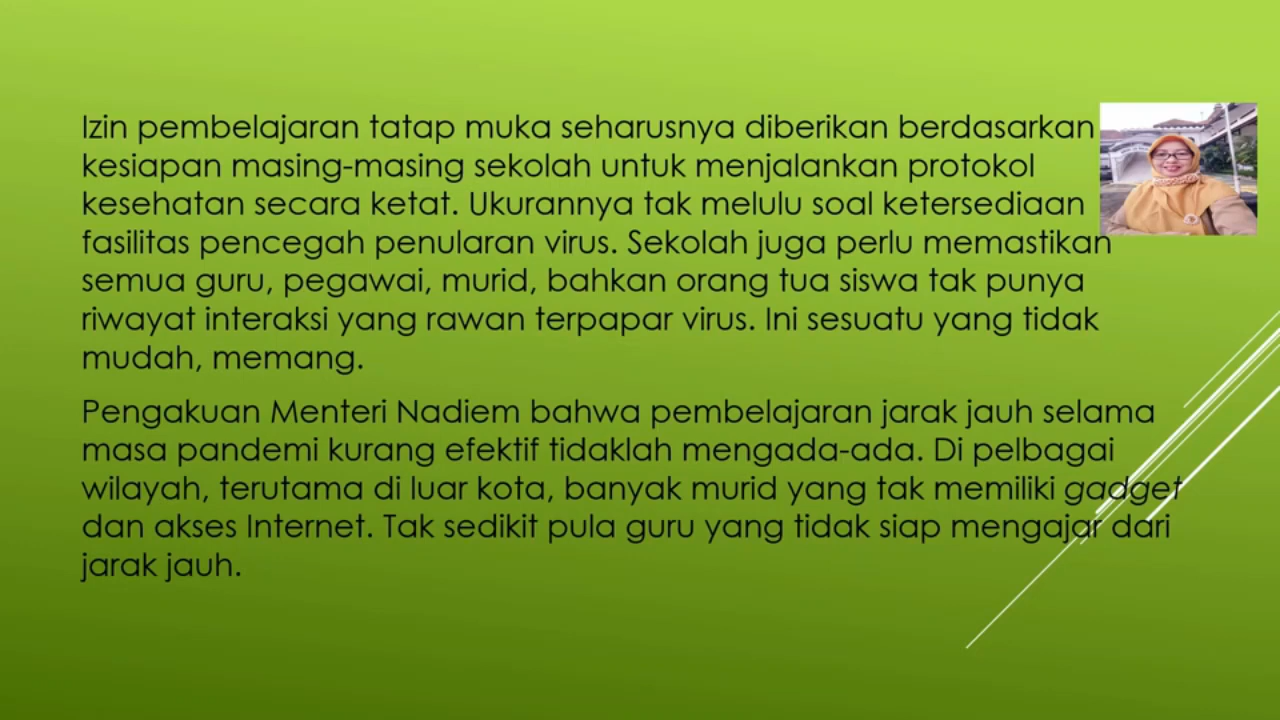 Izin pembelajaran tatap muka seharusnya diberikan berdasarkan
kesiapan masing-masing sekolah untuk menjalankan protokol
kesehatan secara ketat. Ukurannya tak melulu soal ketersediaan
fasilitas pencegah penularan virus. Sekolah juga perlu memastikan
semua guru, pegawai, murid, bahkan orang tua siswa tak punya
riwayat interaksi yang rawan terpapar virus. Ini sesuatu yang tidak
mudah, memang.
Pengakuan Menteri Nadiem bahwa pembelajaran jarak jauh selama
masa pandemi kurang efektif tidaklah mengada-ada. Di pelbagai
wilayah, terutama di luar kota, banyak murid yang tak memiliki gadget
dan akses Internet. Tak sedikit pula guru yang tidak siap mengajar dari
jarak jauh.